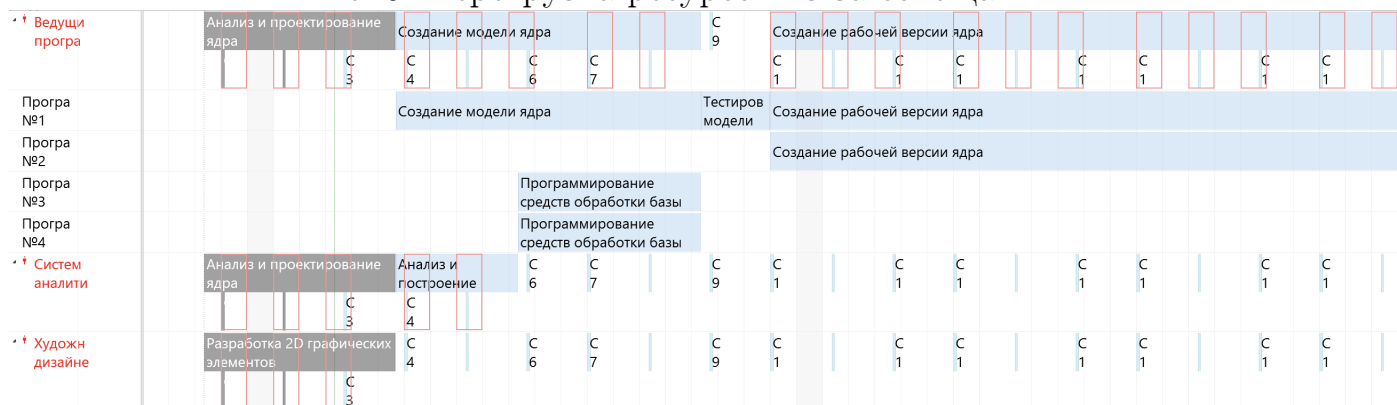 Ведущи
програ
Анализ и проектирование
ядра
Создание модели ядра
С
9
Создание рабочей версии ядра
С
3
С
4
С
6
С
7
С
1
С
1
С
1
С
1
С
1
С
1
С
1
Програ
№1
Создание модели ядра
Тестиров
модели
Создание рабочей версии ядра
Програ
№2
Создание рабочей версии ядра
Програ
№3
Программирование
средств обработки базы
Програ
№4
Программирование
средств обработки базы
Систем
аналити
Анализ и проектирование
ядра
Анализ и
построение
С
6
С
7
С
9
С
1
С
1
С
1
С
1
С
1
С
1
С
1
С
3
С
4
Художн
дизайне
Разработка 2D графических
элементов
С
4
С
6
С
7
С
9
С
1
С
1
С
1
С
1
С
1
С
1
С
1
С
3